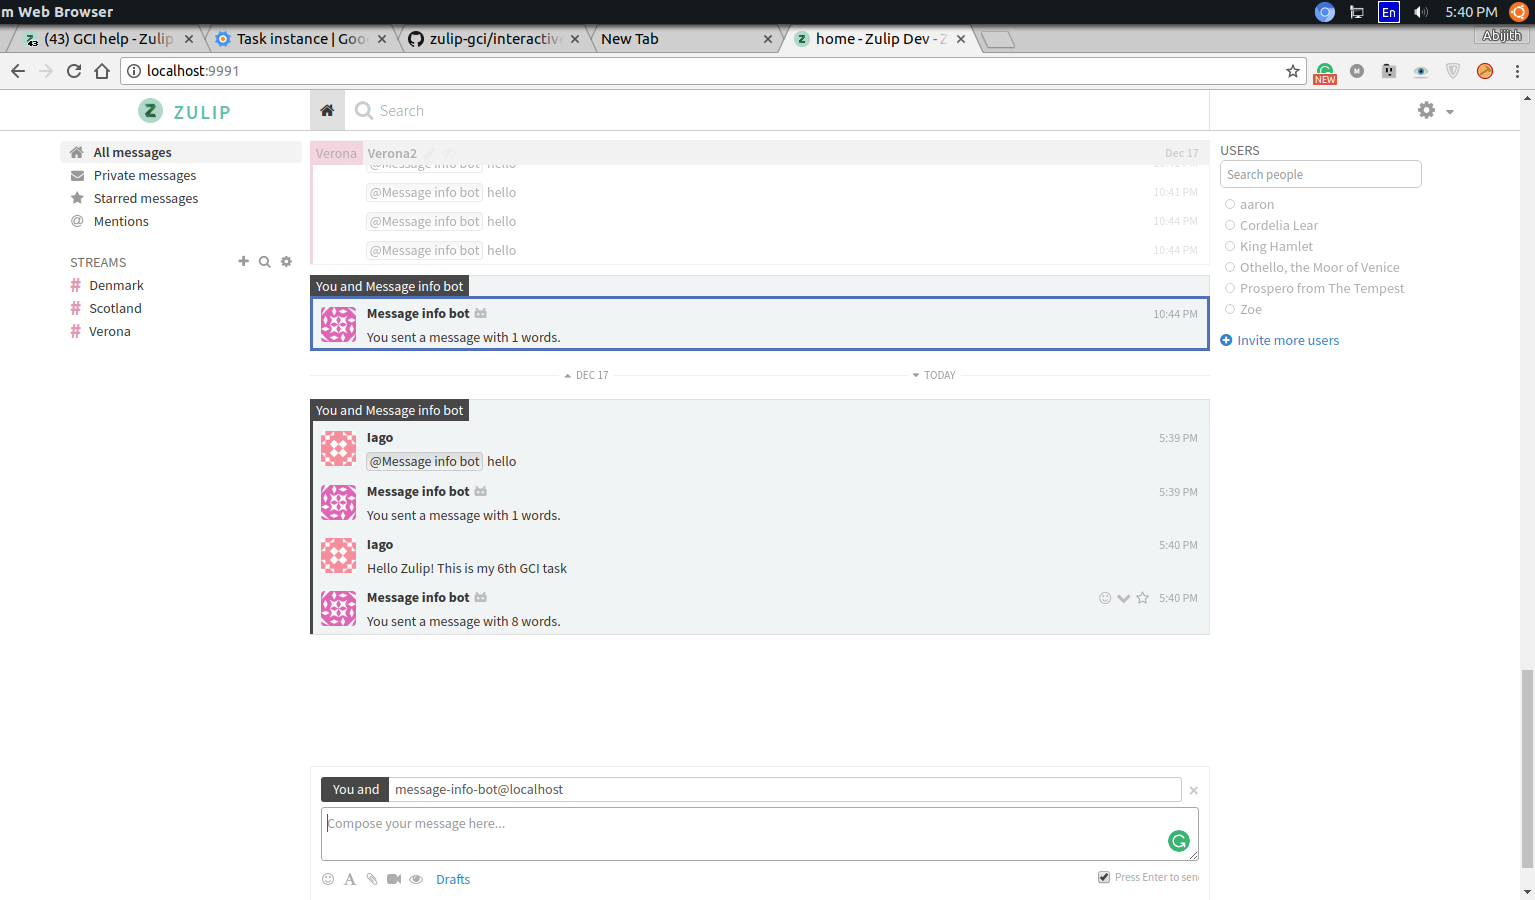 m Web Browser
En
5:40 PM
(43) GCI help - Zulip
Task instance | Goo
zulip-gci/interactiv
New Tab
home - Zulip Dev - Z
Abijith
localhost:9991
NEW
ZULIP
Search
All messages
Private messages
Starred messages
Mentions
STREAMS
Denmark
Scotland
Verona
Verona Verona2 Dec 17
@Message info bot hello
@Message info bot hello 10:41 PM
@Message info bot hello 10:44 PM
@Message info bot hello 10:44 PM
You and Message info bot
Message info bot 10:44 PM
You sent a message with 1 words.
DEC 17 TODAY
You and Message info bot
Iago 5:39 PM
@Message info bot hello
Message info bot 5:39 PM
You sent a message with 1 words.
Iago 5:40 PM
Hello Zulip! This is my 6th GCI task
Message info bot 5:40 PM
You sent a message with 8 words.
You and message-info-bot@localhost
Compose your message here...
Drafts
Press Enter to sen
USERS
Search people
aaron
Cordelia Lear
King Hamlet
Othello, the Moor of Venice
Prospero from The Tempest
Zoe
Invite more users